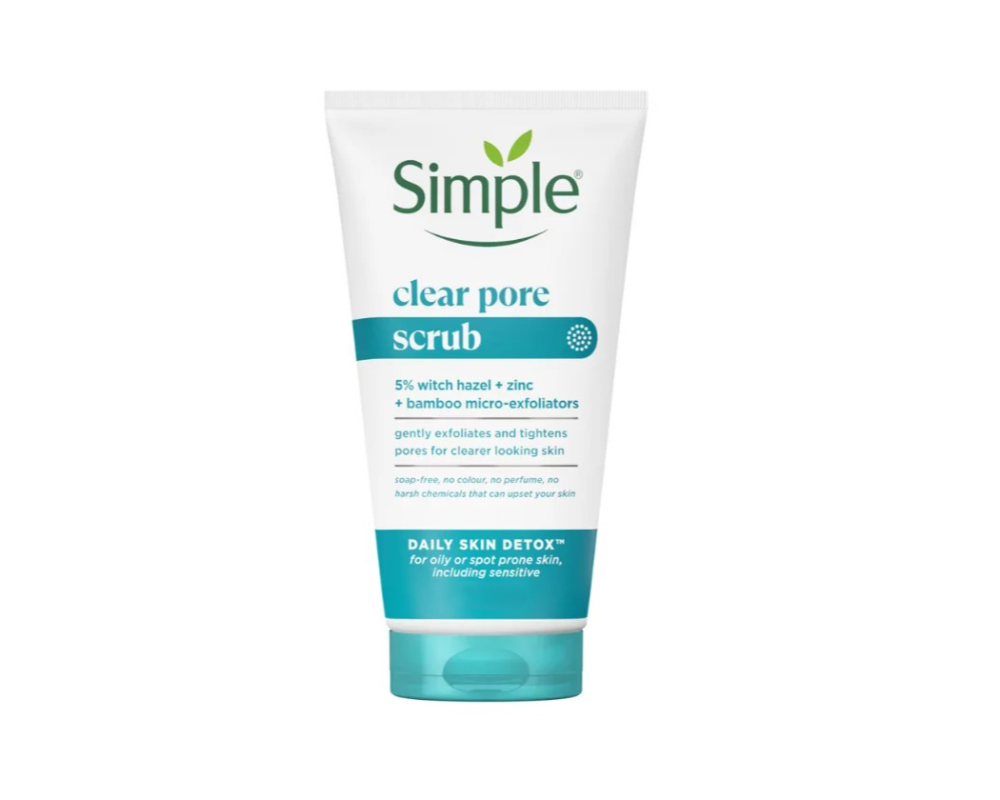 Simple®
clear pore
scrub
5% witch hazel + zinc
+ bamboo micro-exfoliators
gently exfoliates and tightens
pores for clearer looking skin
soap-free, no colour, no perfume, no
harsh chemicals that can upset your skin
DAILY SKIN DETOX™
for oily or spot prone skin,
including sensitive